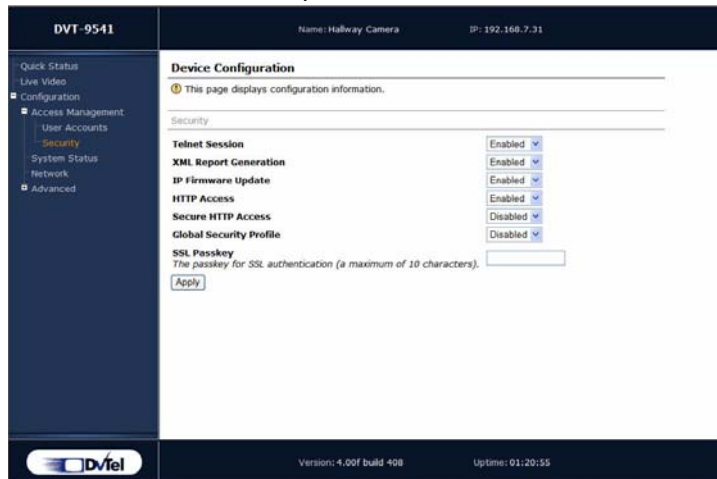 DVT-9541
Name: Hallway Camera
IP: 192.168.7.31
Quick Status
Live Video
Configuration
Access Management
User Accounts
Security
System Status
Network
Advanced
Device Configuration
This page displays configuration information.
Security
Telnet Session Enabled
XML Report Generation Enabled
IP Firmware Update Enabled
HTTP Access Enabled
Secure HTTP Access Disabled
Global Security Profile Disabled
SSL Passkey
The passkey for SSL authentication (a maximum of 10 characters).
Apply
DVTel
Version: 4.00f build 408
Uptime: 01:20:55